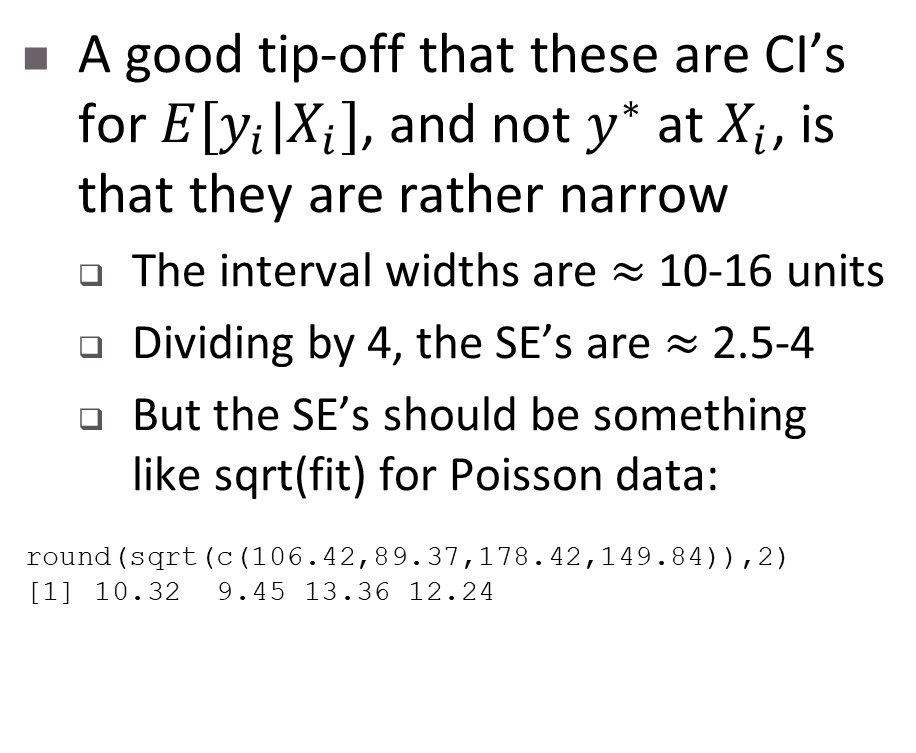 A good tip-off that these are CI's
for E[yᵢ|Xᵢ], and not y* at Xᵢ, is
that they are rather narrow
The interval widths are ≈ 10-16 units
Dividing by 4, the SE's are ≈ 2.5-4
But the SE's should be something
like sqrt(fit) for Poisson data:
round(sqrt(c(106.42,89.37,178.42,149.84)),2)
[1] 10.32  9.45 13.36 12.24